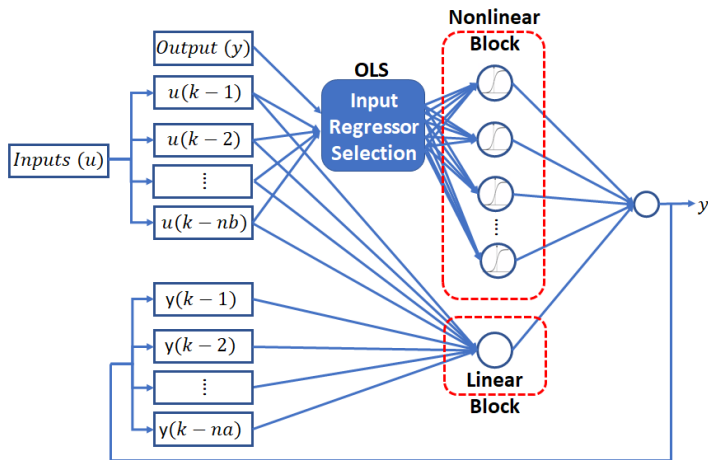 Nonlinear
Block
Output (y)
OLS
Input
Regressor
Selection
u(k − 1)
u(k − 2)
Inputs (u)
⋮
u(k − nb)
⋮
y
y(k − 1)
y(k − 2)
⋮
y(k − na)
Linear
Block